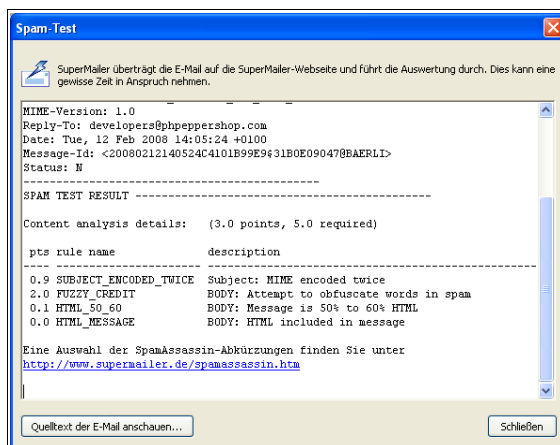 Spam-Test
SuperMailer überträgt die E-Mail auf die SuperMailer-Webseite und führt die Auswertung durch. Dies kann eine
gewisse Zeit in Anspruch nehmen.
MIME-Version: 1.0
Reply-To: developers@phpeppershop.com
Date: Tue, 12 Feb 2008 14:05:24 +0100
Message-Id: <20080212140524C4101B99E9$31B0E09047@BAERLI>
Status: N
----------------------------------------
SPAM TEST RESULT ----------------------------------------
Content analysis details: (3.0 points, 5.0 required)
pts rule name description
---- ---------------------- ----------------------------------------
0.9 SUBJECT_ENCODED_TWICE Subject: MIME encoded twice
2.0 FUZZY_CREDIT BODY: Attempt to obfuscate words in spam
0.1 HTML_50_60 BODY: Message is 50% to 60% HTML
0.0 HTML_MESSAGE BODY: HTML included in message
Eine Auswahl der SpamAssassin-Abkürzungen finden Sie unter
http://www.supermailer.de/spamassassin.htm
Quelltext der E-Mail anschauen...
Schließen